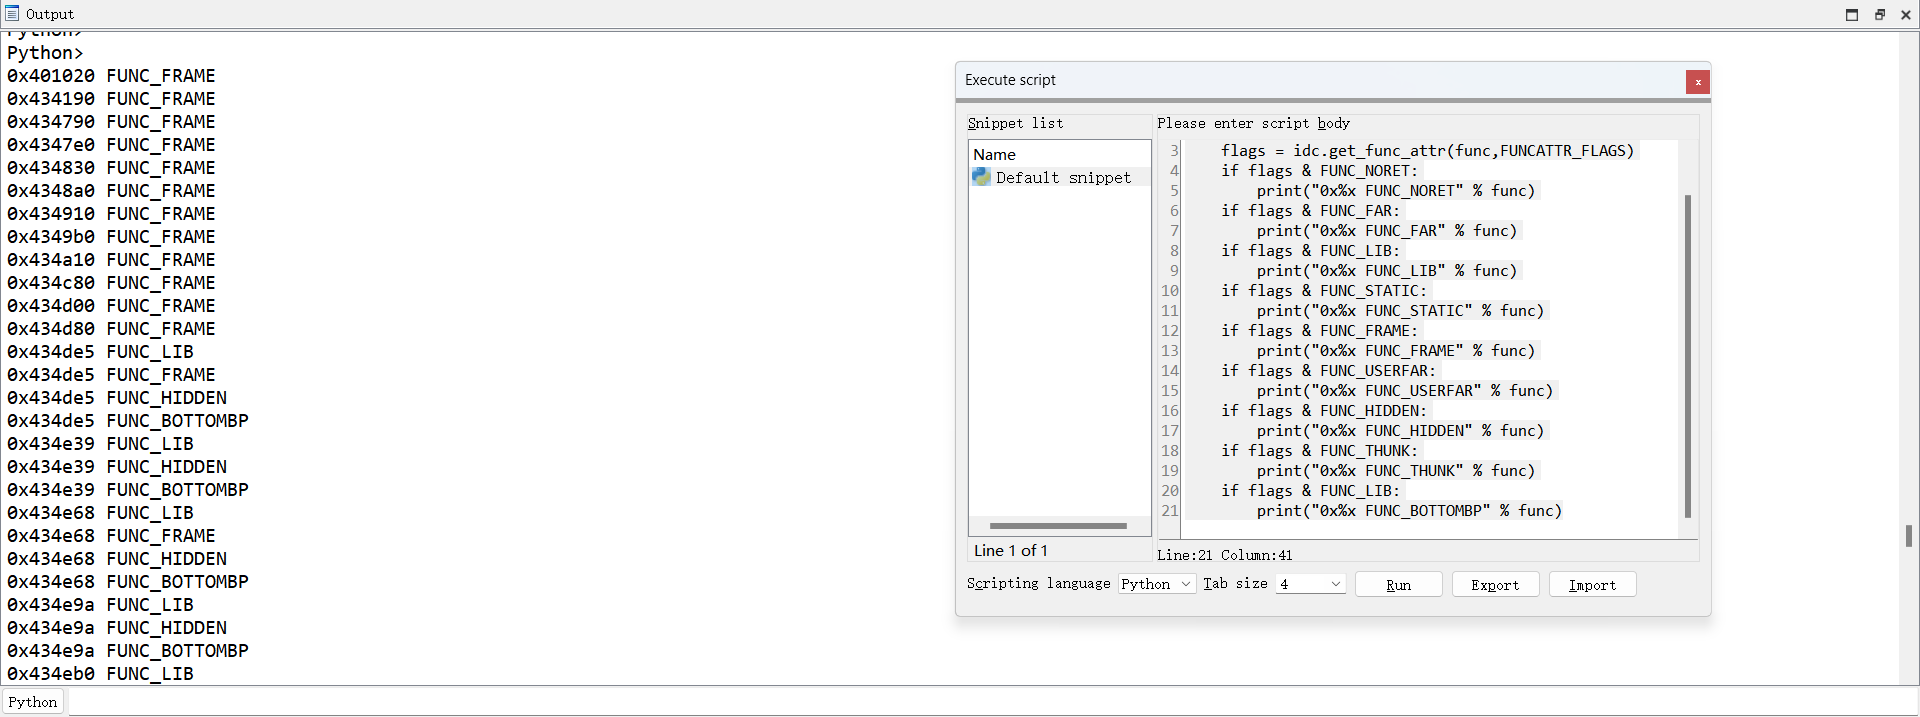 Output
Python>
Python>
0x401020 FUNC_FRAME
0x434190 FUNC_FRAME
0x434790 FUNC_FRAME
0x4347e0 FUNC_FRAME
0x434830 FUNC_FRAME
0x4348a0 FUNC_FRAME
0x434910 FUNC_FRAME
0x4349b0 FUNC_FRAME
0x434a10 FUNC_FRAME
0x434c80 FUNC_FRAME
0x434d00 FUNC_FRAME
0x434d80 FUNC_FRAME
0x434de5 FUNC_LIB
0x434de5 FUNC_FRAME
0x434de5 FUNC_HIDDEN
0x434de5 FUNC_BOTTOMBP
0x434e39 FUNC_LIB
0x434e39 FUNC_HIDDEN
0x434e39 FUNC_BOTTOMBP
0x434e68 FUNC_LIB
0x434e68 FUNC_FRAME
0x434e68 FUNC_HIDDEN
0x434e68 FUNC_BOTTOMBP
0x434e9a FUNC_LIB
0x434e9a FUNC_HIDDEN
0x434e9a FUNC_BOTTOMBP
0x434eb0 FUNC_LIB
Python
Execute script
Snippet list
Name
Default snippet
Line 1 of 1
Please enter script body
3     flags = idc.get_func_attr(func,FUNCATTR_FLAGS)
4     if flags & FUNC_NORET:
5         print("0x%x FUNC_NORET" % func)
6     if flags & FUNC_FAR:
7         print("0x%x FUNC_FAR" % func)
8     if flags & FUNC_LIB:
9         print("0x%x FUNC_LIB" % func)
10     if flags & FUNC_STATIC:
11         print("0x%x FUNC_STATIC" % func)
12     if flags & FUNC_FRAME:
13         print("0x%x FUNC_FRAME" % func)
14     if flags & FUNC_USERFAR:
15         print("0x%x FUNC_USERFAR" % func)
16     if flags & FUNC_HIDDEN:
17         print("0x%x FUNC_HIDDEN" % func)
18     if flags & FUNC_THUNK:
19         print("0x%x FUNC_THUNK" % func)
20     if flags & FUNC_LIB:
21         print("0x%x FUNC_BOTTOMBP" % func)
Line:21 Column:41
Scripting language Python Tab size 4 Run Export Import